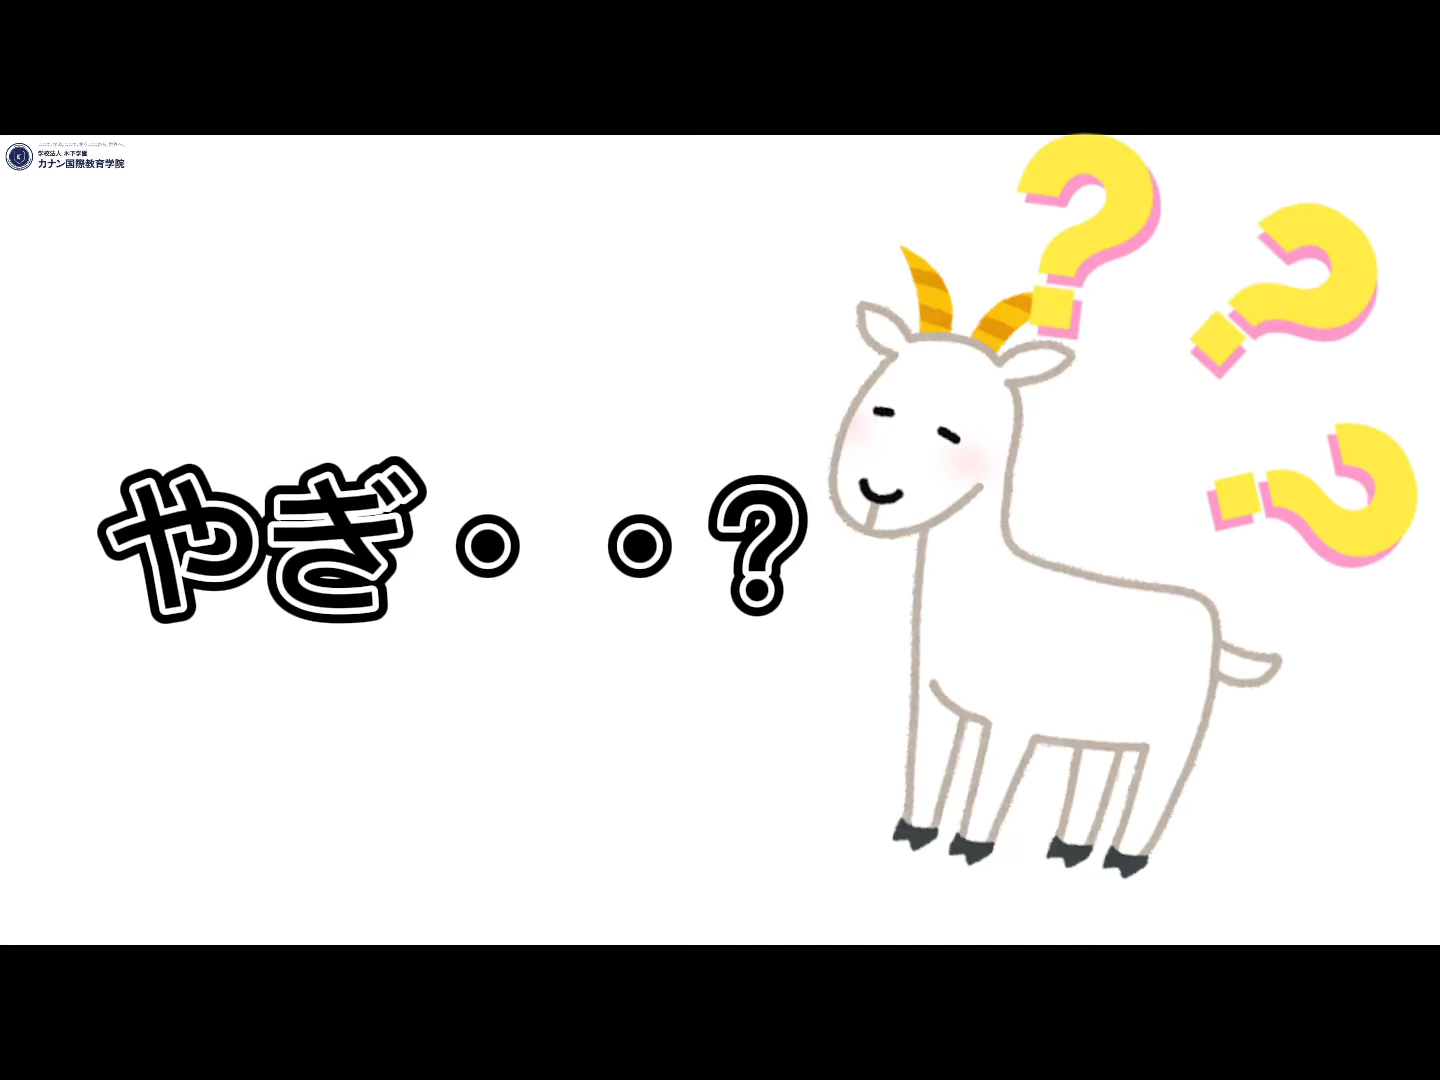 学校法人 木下学園
カナン国際教育学院
やぎ・・?